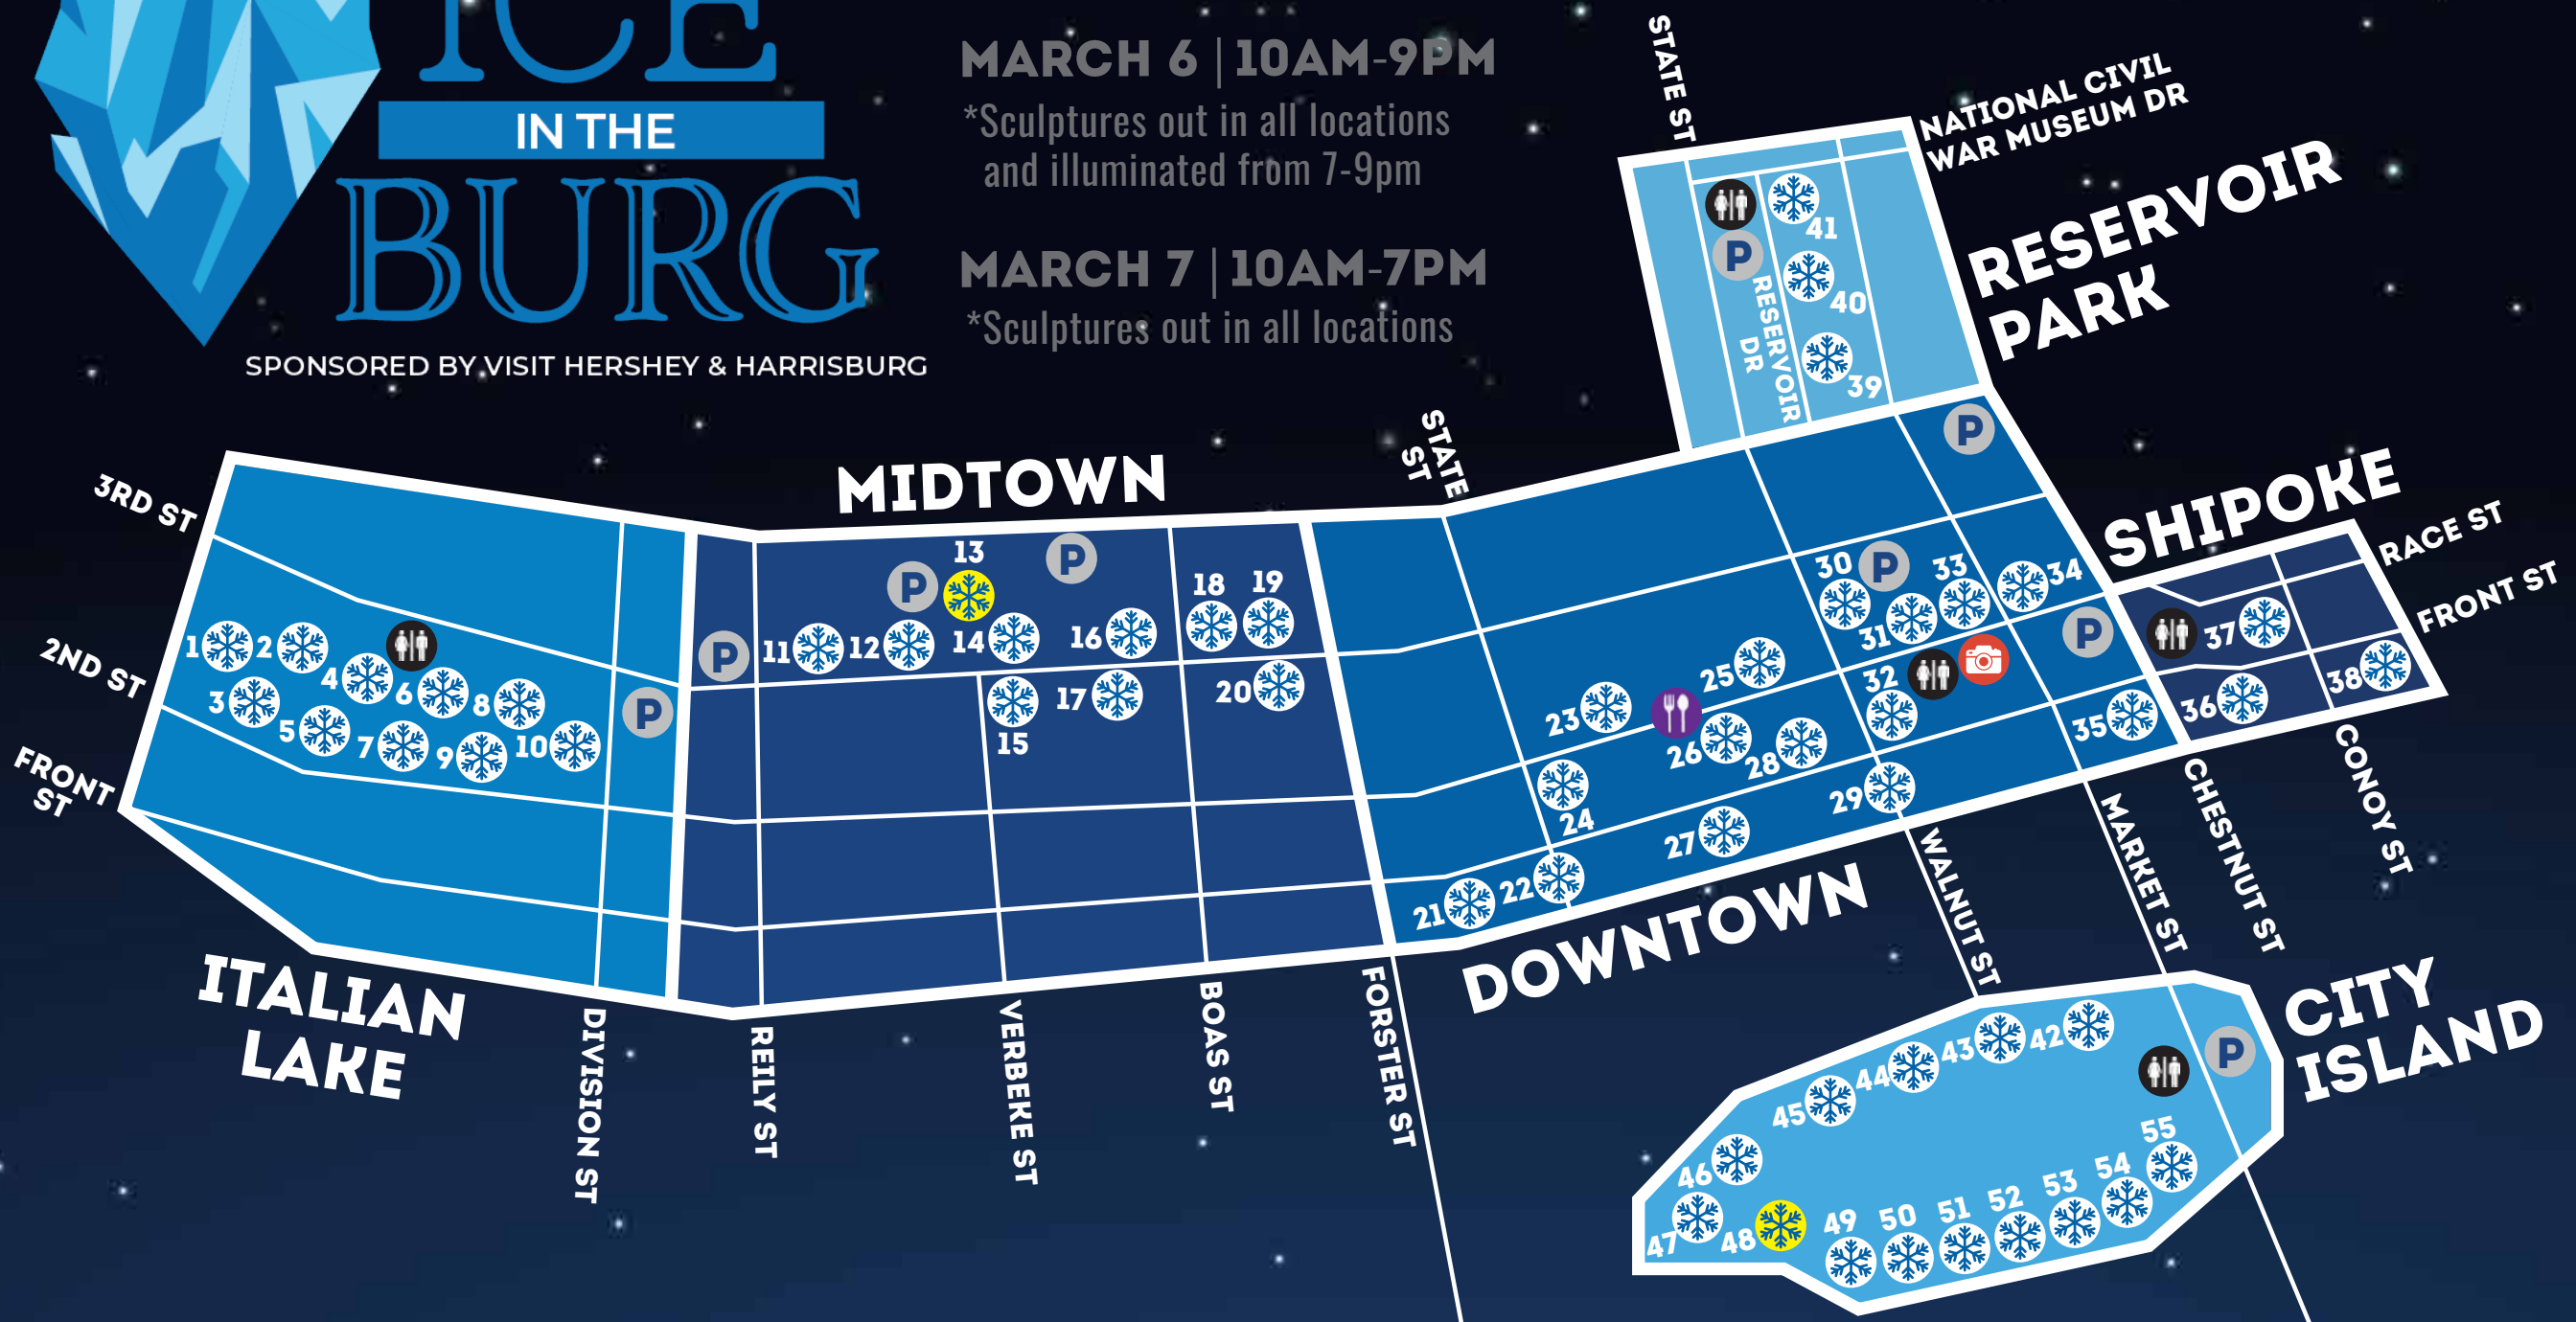 ICE
IN THE
BURG
SPONSORED BY VISIT HERSHEY & HARRISBURG
MARCH 6 | 10AM-9PM
*Sculptures out in all locations
and illuminated from 7-9pm
MARCH 7 | 10AM-7PM
*Sculptures out in all locations
STATE ST
NATIONAL CIVIL
WAR MUSEUM DR
RESERVOIR
PARK
41
P
40
RESERVOIR
DR
39
3RD ST
2ND ST
FRONT
ST
1
2
3
4
5
6
7
8
9
10
P
ITALIAN
LAKE
DIVISION ST
MIDTOWN
P
13
P
P
11
12
14
16
18
19
15
17
20
REILY ST
VERBEKE ST
BOAS ST
FORSTER ST
STATE
ST
P
30
P
33
34
31
P
25
32
23
26
28
24
29
35
27
22
21
DOWNTOWN
WALNUT ST
MARKET ST
CHESTNUT ST
SHIPOKE
RACE ST
FRONT ST
37
36
38
CONOY ST
CITY
ISLAND
P
42
43
44
45
46
47
48
49
50
51
52
53
54
55